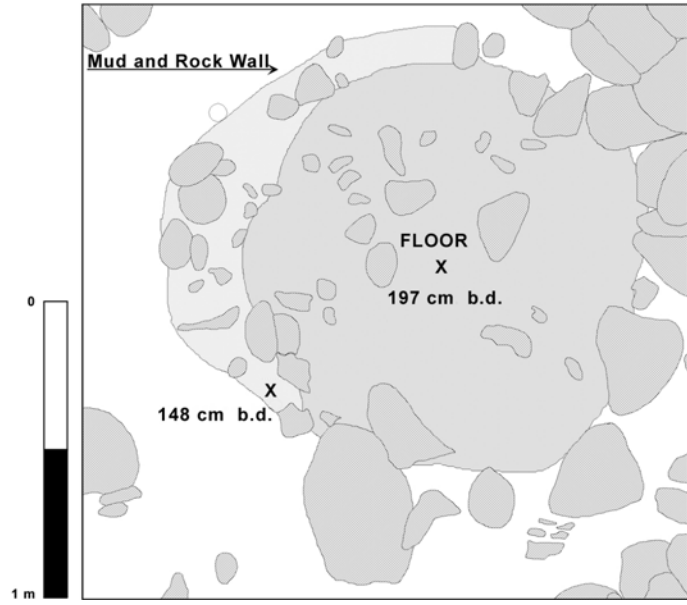 Mud and Rock Wall
FLOOR
X
197 cm b.d.
0
X
148 cm b.d.
1 m